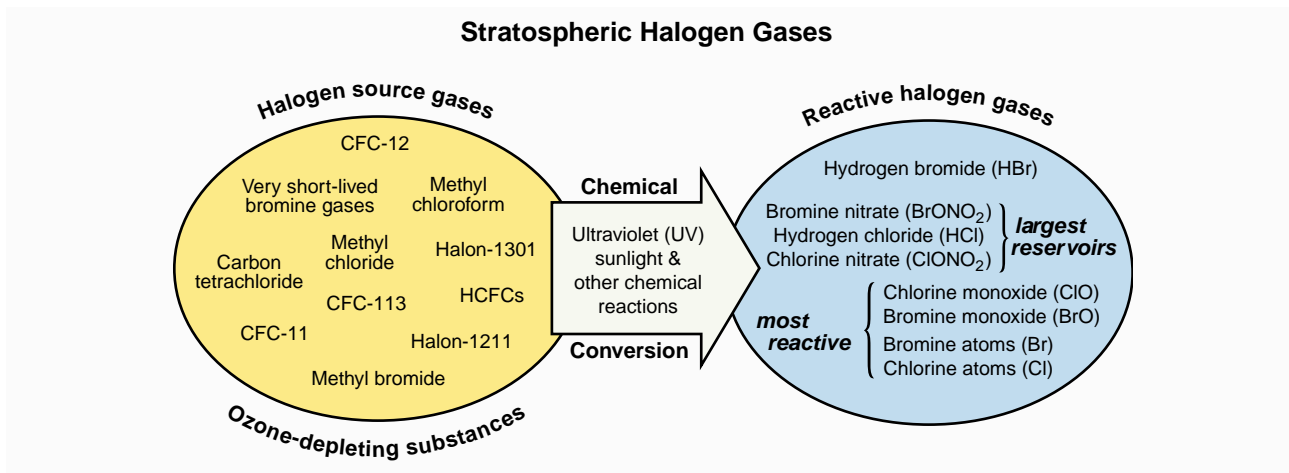 Stratospheric Halogen Gases
Halogen source gases
CFC-12
Very short-lived
bromine gases
Methyl
chloroform
Carbon
tetrachloride
Methyl
chloride
Halon-1301
CFC-113
HCFCs
CFC-11
Halon-1211
Methyl bromide
Ozone-depleting substances
Chemical
Ultraviolet (UV)
sunlight &
other chemical
reactions
Conversion
Reactive halogen gases
Hydrogen bromide (HBr)
Bromine nitrate (BrONO₂)
Hydrogen chloride (HCl)
Chlorine nitrate (ClONO₂)
largest
reservoirs
most
reactive
Chlorine monoxide (ClO)
Bromine monoxide (BrO)
Bromine atoms (Br)
Chlorine atoms (Cl)